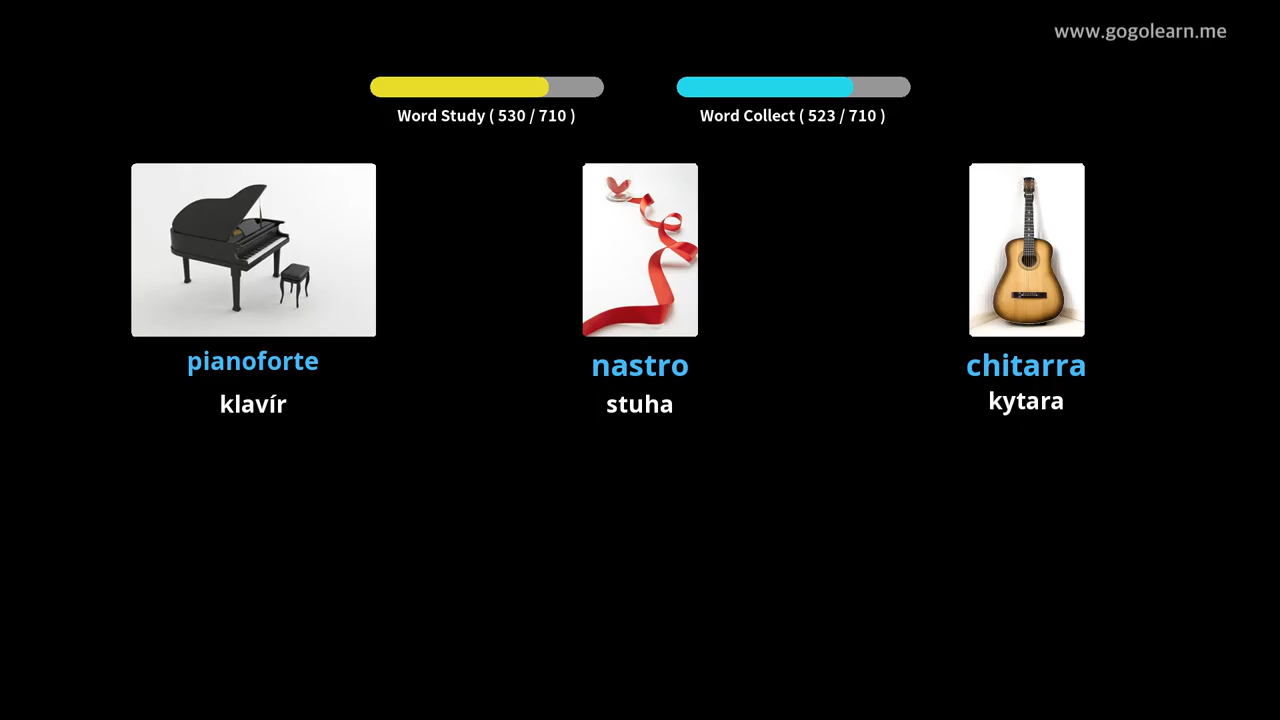 www.gogolearn.me
Word Study ( 530 / 710 )
Word Collect ( 523 / 710 )
pianoforte
klavír
nastro
stuha
chitarra
kytara